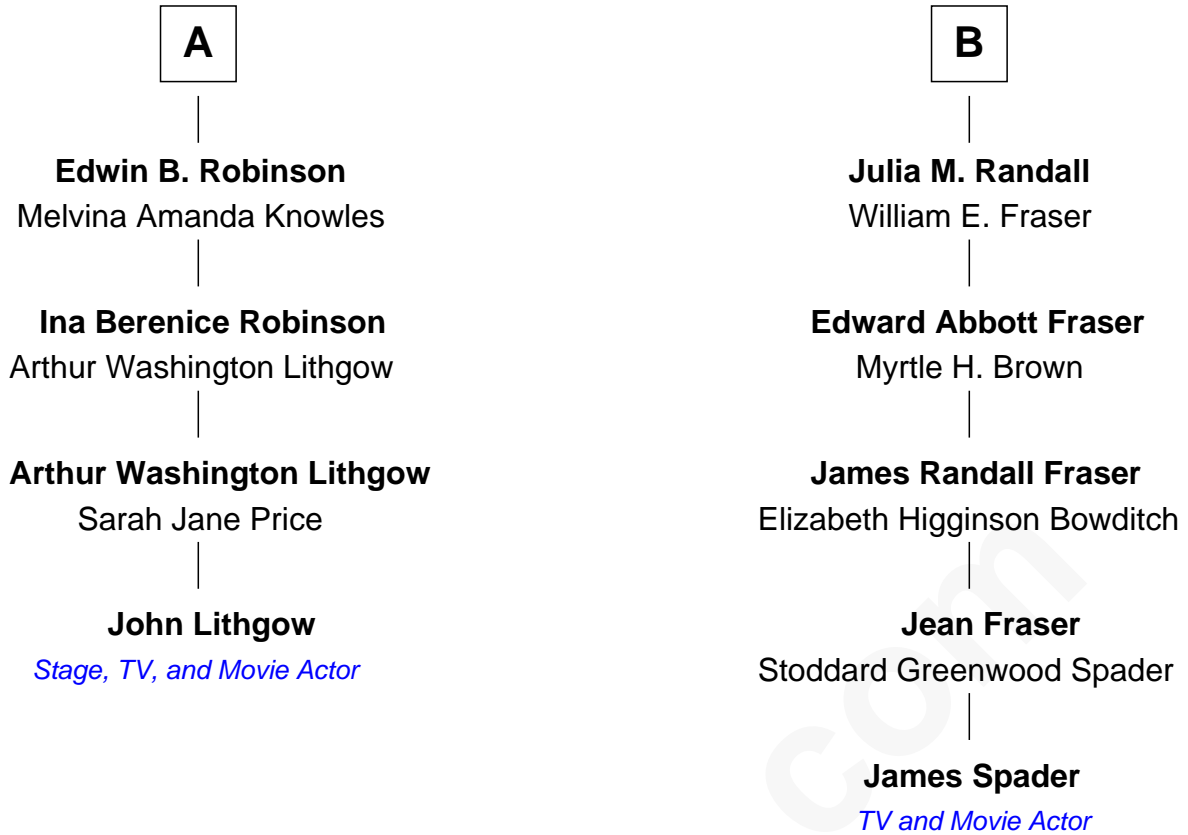 A
Edwin B. Robinson
Melvina Amanda Knowles
Ina Berenice Robinson
Arthur Washington Lithgow
Arthur Washington Lithgow
Sarah Jane Price
John Lithgow
Stage, TV, and Movie Actor
B
Julia M. Randall
William E. Fraser
Edward Abbott Fraser
Myrtle H. Brown
James Randall Fraser
Elizabeth Higginson Bowditch
Jean Fraser
Stoddard Greenwood Spader
James Spader
TV and Movie Actor
com